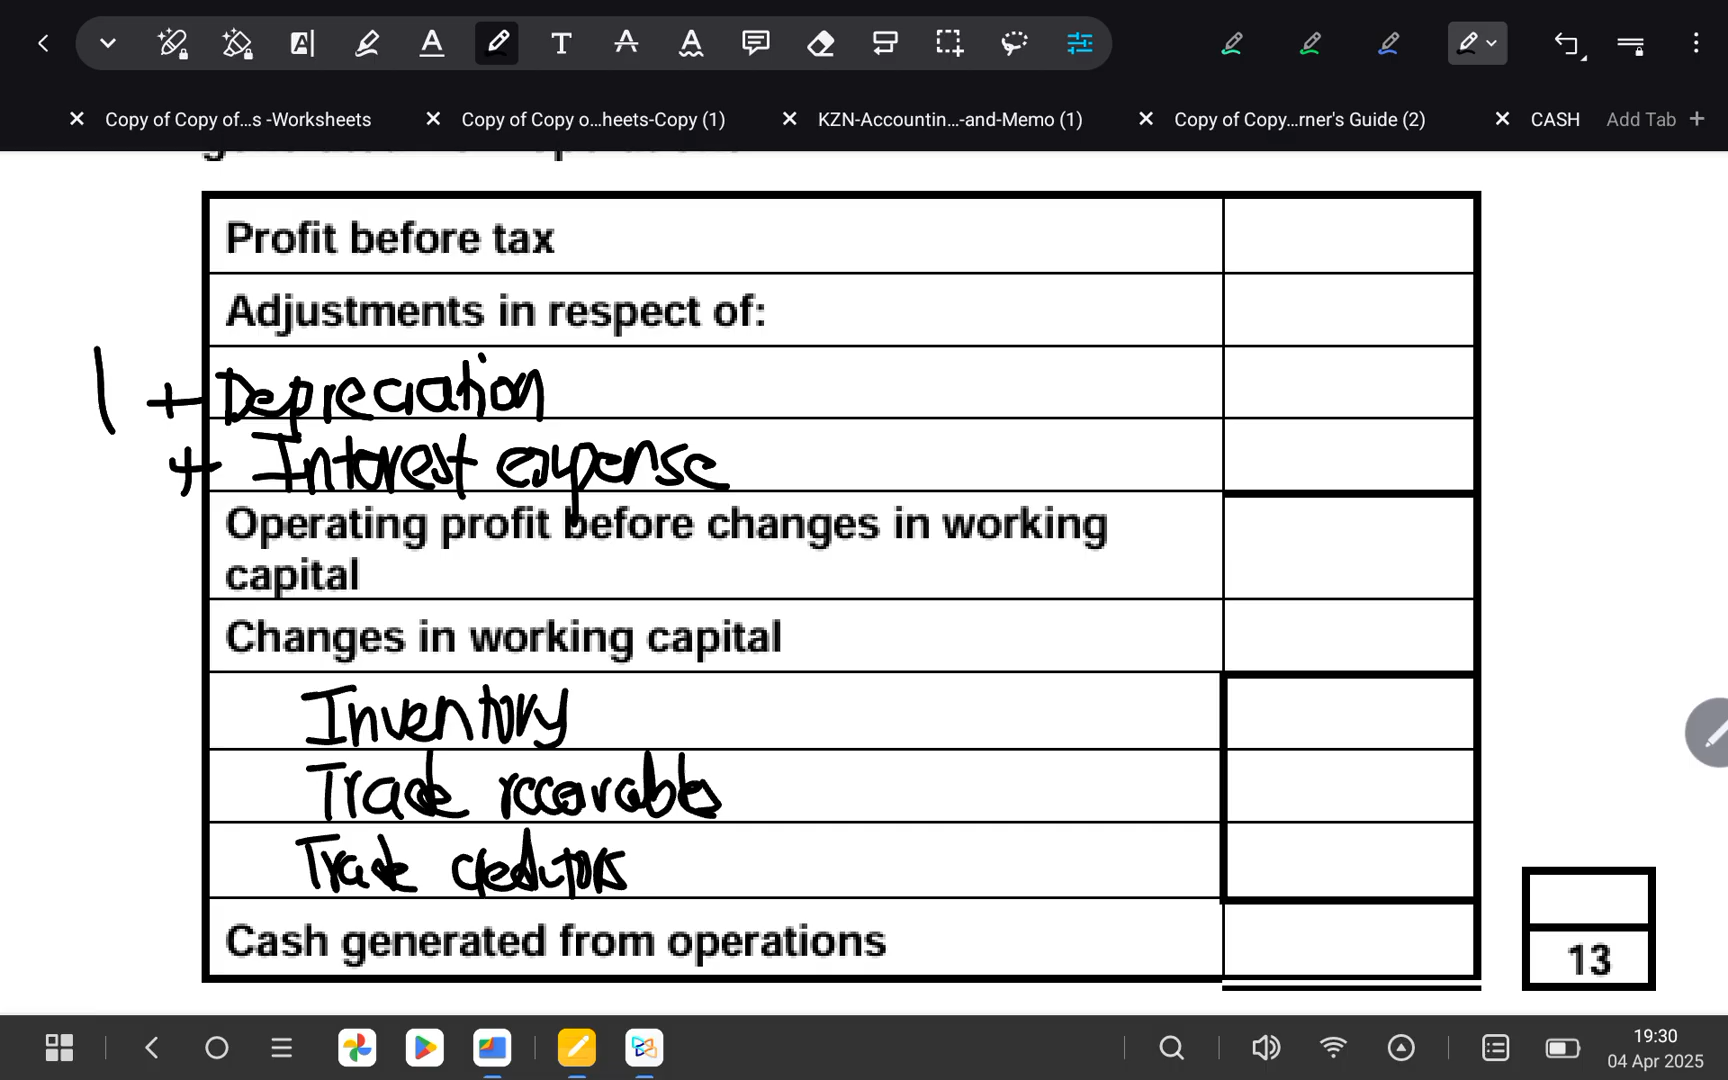 Copy of Copy of...s -Worksheets
Copy of Copy o...heets-Copy (1)
KZN-Accountin...-and-Memo (1)
Copy of Copy...rner's Guide (2)
CASH
Add Tab
Profit before tax
Adjustments in respect of:
+ Depreciation
+ Interest expense
Operating profit before changes in working
capital
Changes in working capital
Inventory
Trade receivables
Trade creditors
Cash generated from operations
13
19:30
04 Apr 2025